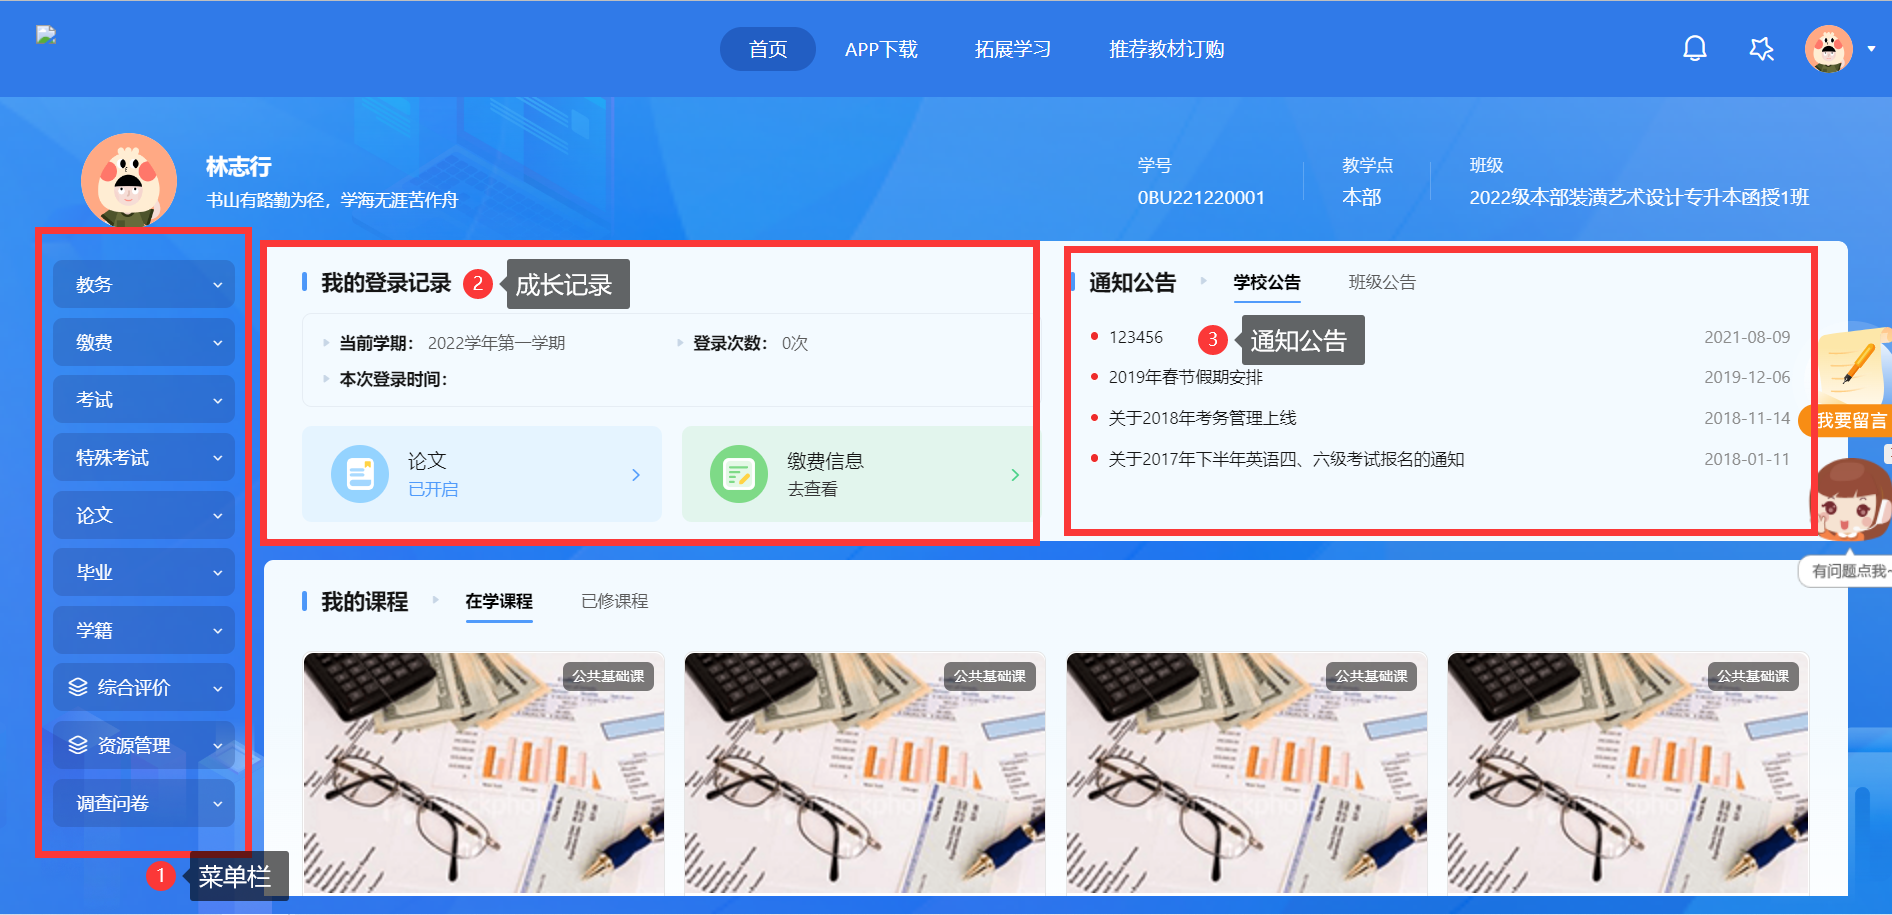 首页
APP下载
拓展学习
推荐教材订购
林志行
书山有路勤为径，学海无涯苦作舟
学号
0BU221220001
教学点
本部
班级
2022级本部装潢艺术设计专升本函授1班
教务
缴费
考试
特殊考试
论文
毕业
学籍
综合评价
资源管理
调查问卷
1 菜单栏
我的登录记录
2 成长记录
当前学期： 2022学年第一学期
登录次数： 0次
本次登录时间：
论文
已开启
缴费信息
去查看
通知公告
学校公告
班级公告
123456 2021-08-09
3 通知公告
2019年春节假期安排 2019-12-06
关于2018年考务管理上线 2018-11-14
关于2017年下半年英语四、六级考试报名的通知 2018-01-11
我要留言
有问题点我~
我的课程
在学课程
已修课程
公共基础课
公共基础课
公共基础课
公共基础课